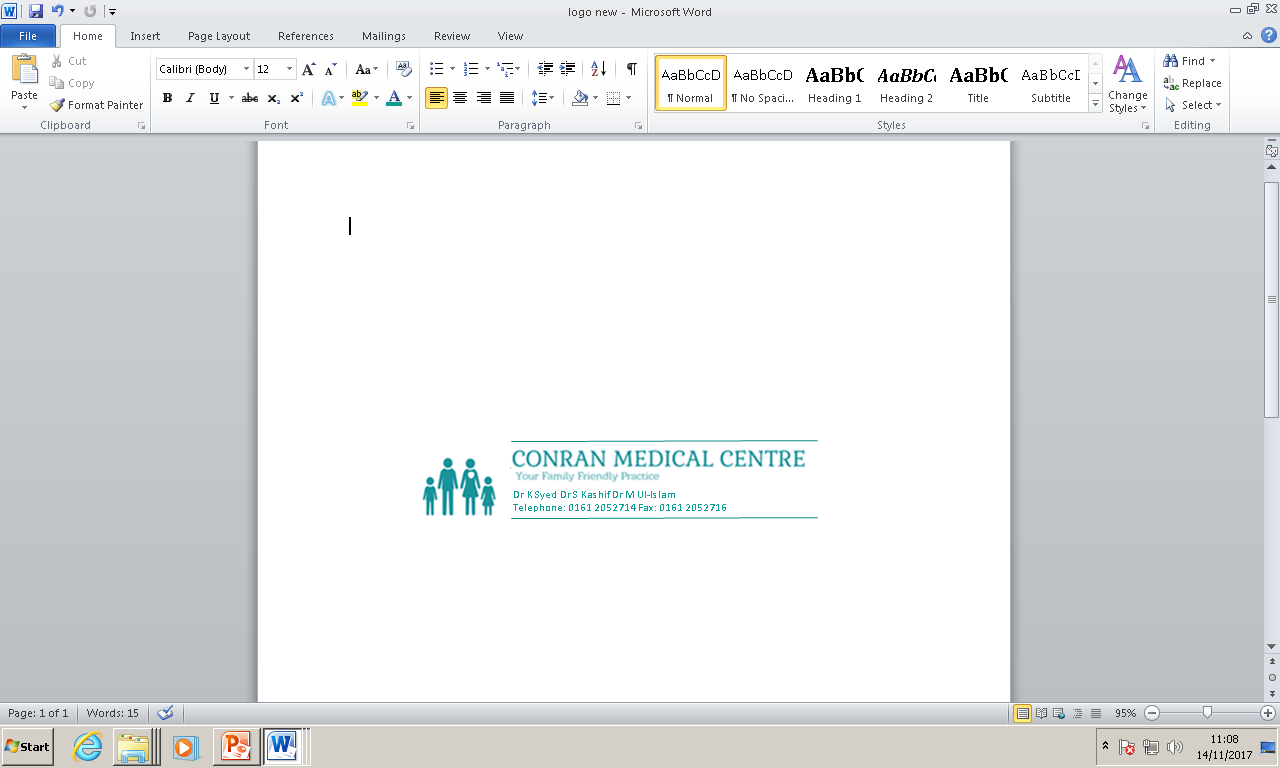 logo new - Microsoft Word
File Home Insert Page Layout References Mailings Review View
Paste
Cut
Copy
Format Painter
Clipboard
Calibri (Body) 12
Font
Paragraph
AaBbCcD AaBbCcD AaBb( AaBbC AaBb( AaBbCcI
¶ Normal ¶ No Spaci... Heading 1 Heading 2 Title Subtitle
Styles
Change
Styles
Find
Replace
Select
Editing
CONRAN MEDICAL CENTRE
Your Family Friendly Practice
Dr K Syed Dr S Kashif Dr M Ul-Islam
Telephone: 0161 2052714 Fax: 0161 2052716
Page: 1 of 1 Words: 15 95%
Start 11:08
14/11/2017